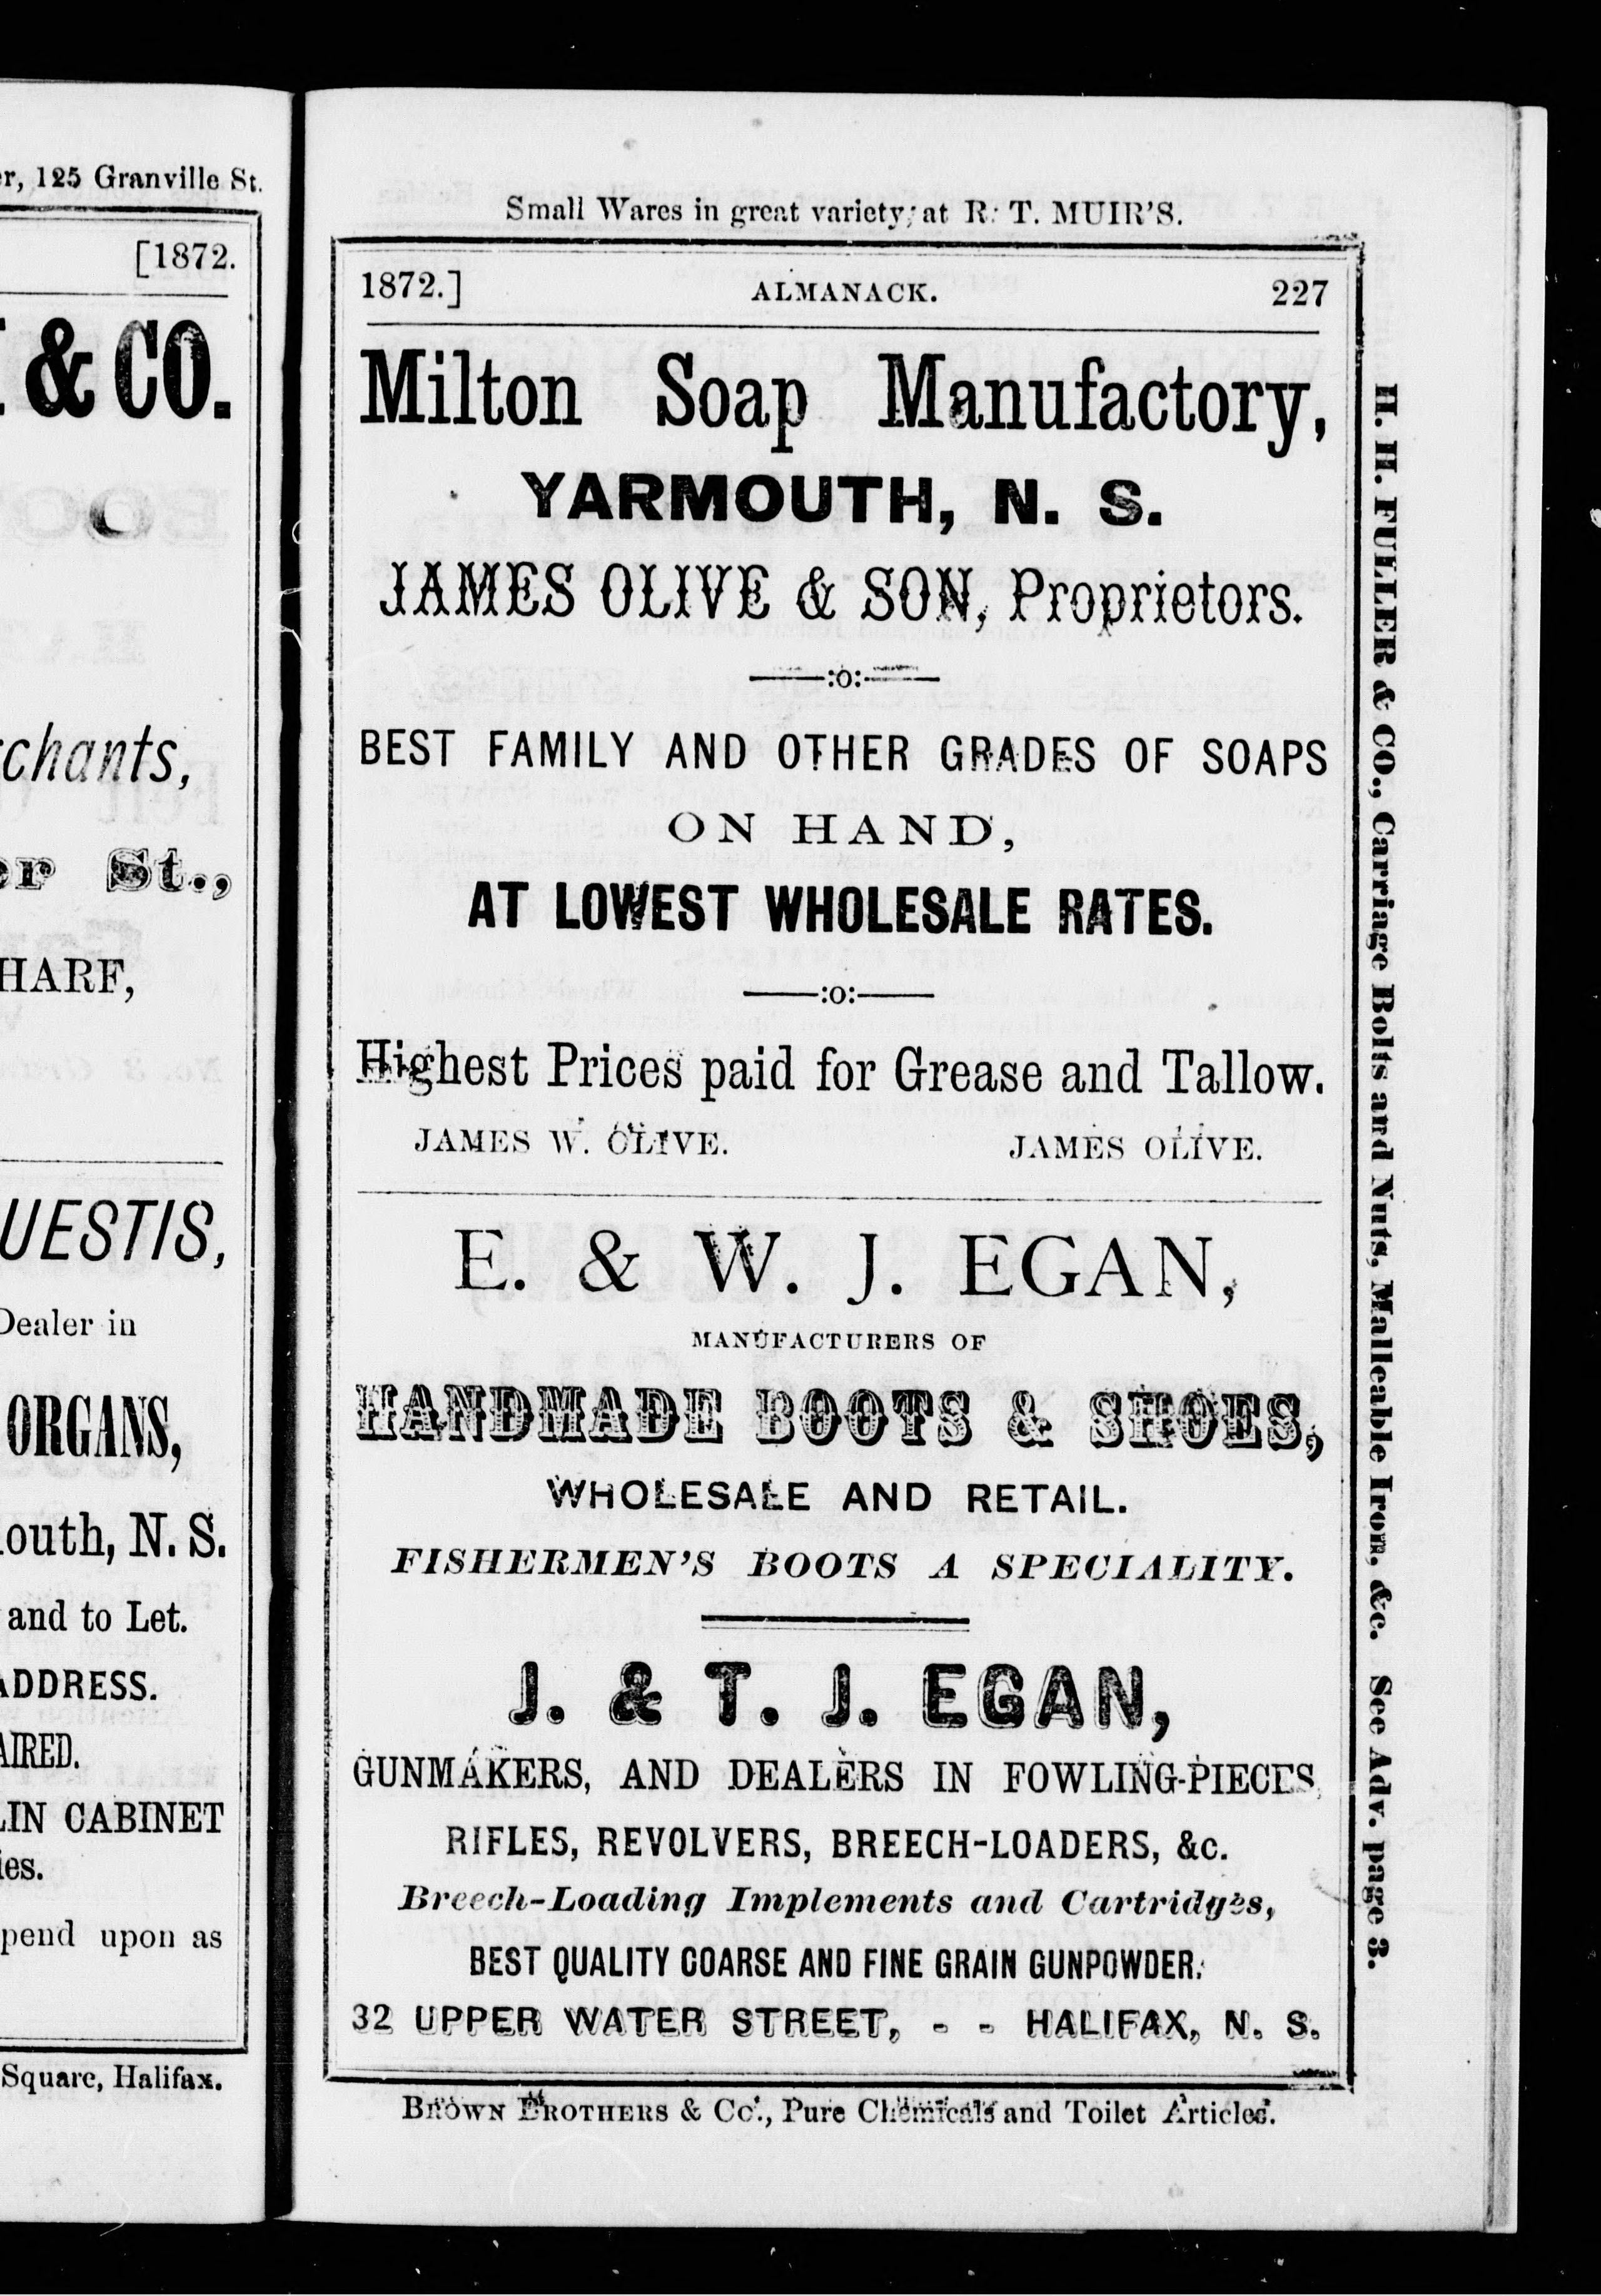 r, 125 Granville St.
[1872.
& CO.
chants,
er St.,
HARF,
UESTIS,
Dealer in
ORGANS,
outh, N. S.
and to Let.
ADDRESS.
AIRED.
LIN CABINET
ies.
pend upon as
Square, Halifax.
Small Wares in great variety at R. T. MUIR'S.
1872.] ALMANACK. 227
Milton Soap Manufactory,
YARMOUTH, N. S.
JAMES OLIVE & SON, Proprietors.
——:o:——
BEST FAMILY AND OTHER GRADES OF SOAPS
ON HAND,
AT LOWEST WHOLESALE RATES.
——:o:——
Highest Prices paid for Grease and Tallow.
JAMES W. OLIVE. JAMES OLIVE.
E. & W. J. EGAN,
MANUFACTURERS OF
HANDMADE BOOTS & SHOES,
WHOLESALE AND RETAIL.
FISHERMEN'S BOOTS A SPECIALITY.
J. & T. J. EGAN,
GUNMAKERS, AND DEALERS IN FOWLING-PIECES,
RIFLES, REVOLVERS, BREECH-LOADERS, &c.
Breech-Loading Implements and Cartridges,
BEST QUALITY COARSE AND FINE GRAIN GUNPOWDER.
32 UPPER WATER STREET, - - HALIFAX, N. S.
BROWN BROTHERS & Co., Pure Chemicals and Toilet Articles.
H. H. FULLER & CO., Carriage Bolts and Nuts, Malleable Iron, &c. See Adv. page 3.